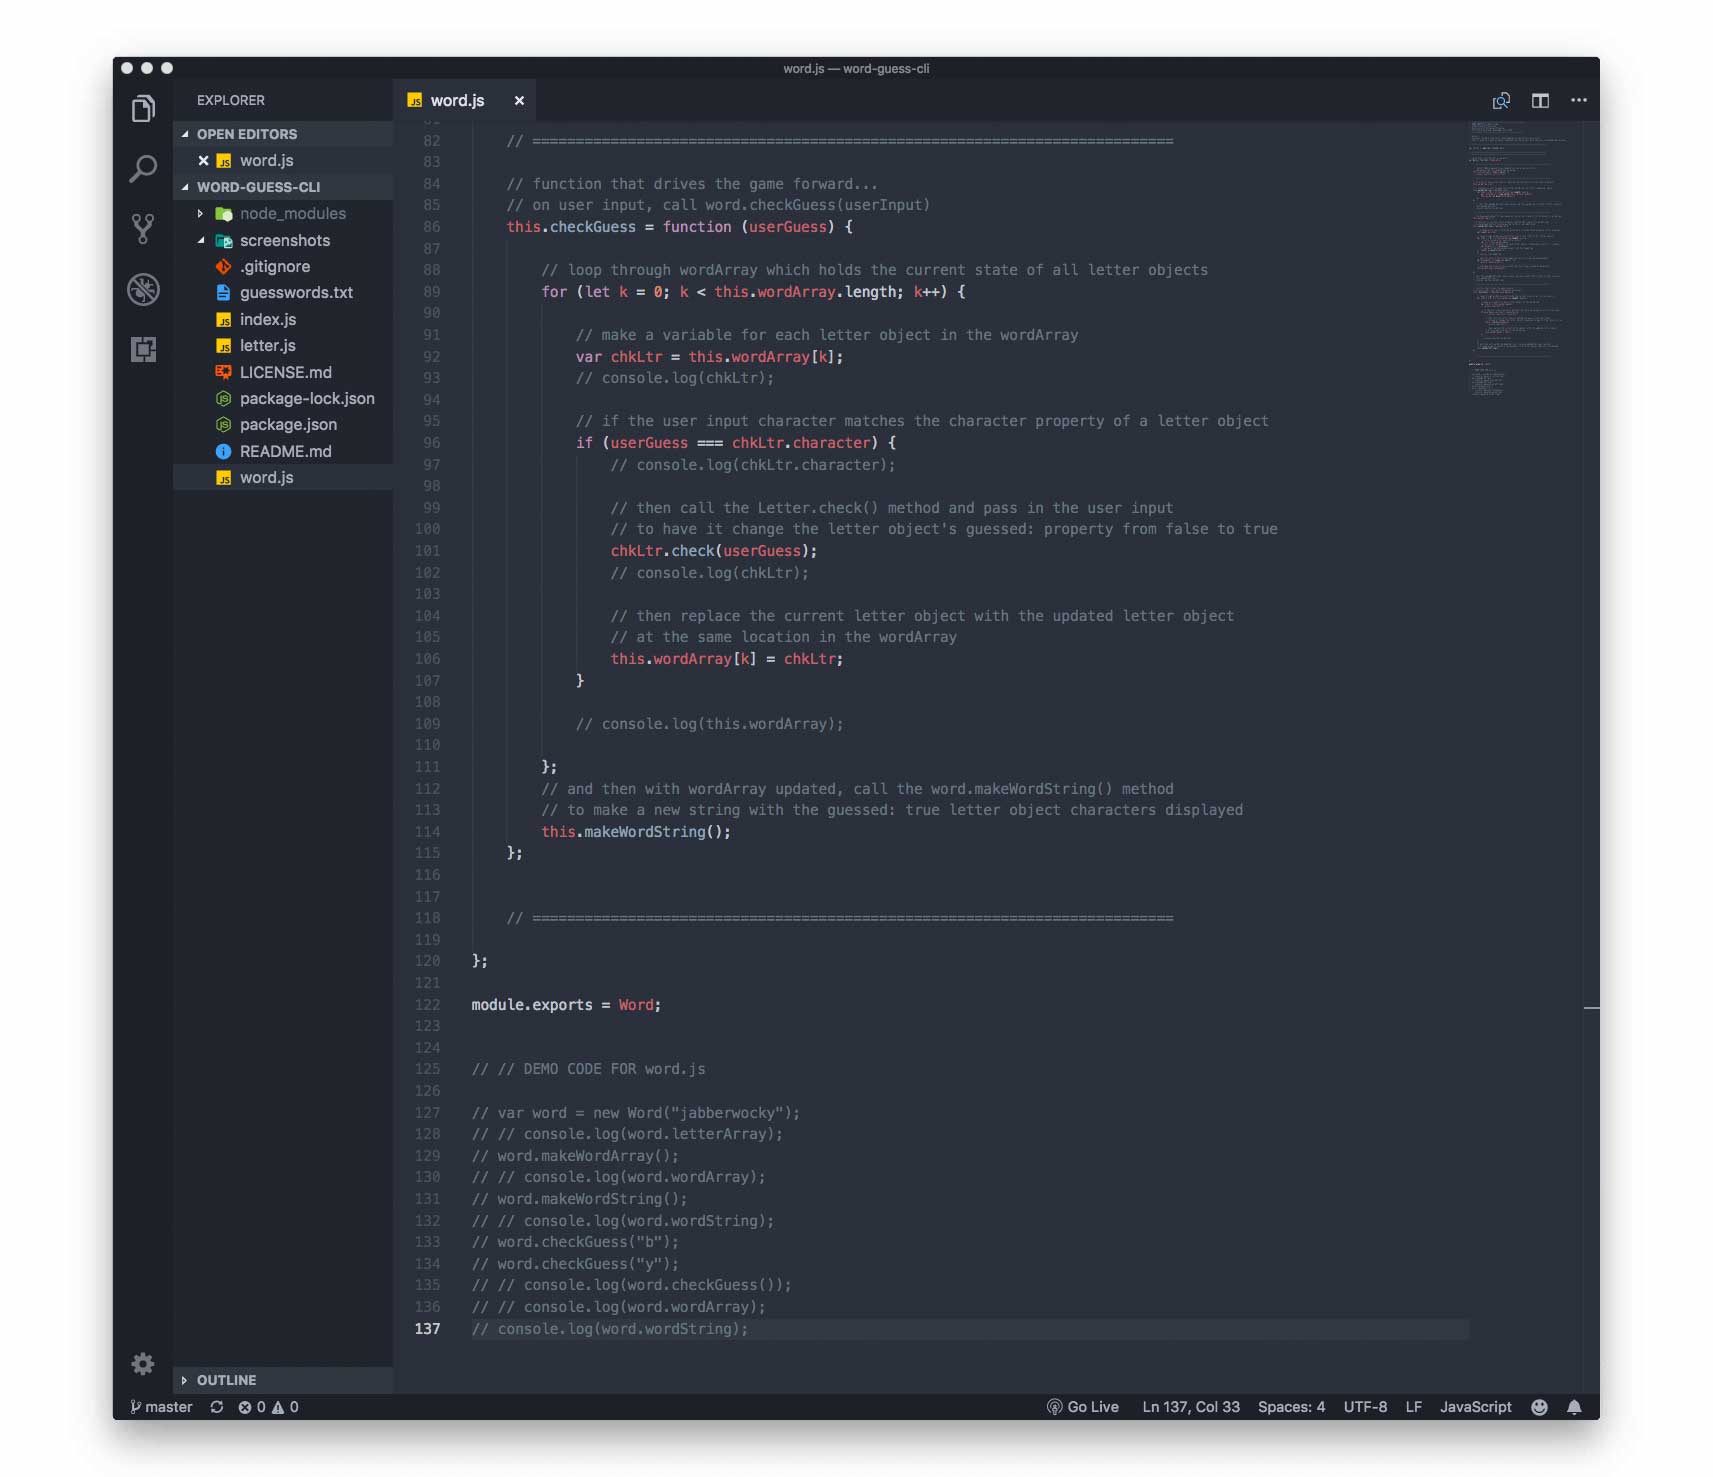 word.js — word-guess-cli
EXPLORER
OPEN EDITORS
word.js
WORD-GUESS-CLI
node_modules
screenshots
.gitignore
guesswords.txt
index.js
letter.js
LICENSE.md
package-lock.json
package.json
README.md
word.js
OUTLINE
word.js
82 // ==========================================================================
83
84 // function that drives the game forward...
85 // on user input, call word.checkGuess(userInput)
86 this.checkGuess = function (userGuess) {
87
88 // loop through wordArray which holds the current state of all letter objects
89 for (let k = 0; k < this.wordArray.length; k++) {
90
91 // make a variable for each letter object in the wordArray
92 var chkLtr = this.wordArray[k];
93 // console.log(chkLtr);
94
95 // if the user input character matches the character property of a letter object
96 if (userGuess === chkLtr.character) {
97 // console.log(chkLtr.character);
98
99 // then call the Letter.check() method and pass in the user input
100 // to have it change the letter object's guessed: property from false to true
101 chkLtr.check(userGuess);
102 // console.log(chkLtr);
103
104 // then replace the current letter object with the updated letter object
105 // at the same location in the wordArray
106 this.wordArray[k] = chkLtr;
107 }
108
109 // console.log(this.wordArray);
110
111 };
112 // and then with wordArray updated, call the word.makeWordString() method
113 // to make a new string with the guessed: true letter object characters displayed
114 this.makeWordString();
115 };
116
117
118 // ==========================================================================
119
120 };
121
122 module.exports = Word;
123
124
125 // // DEMO CODE FOR word.js
126
127 // var word = new Word("jabberwocky");
128 // // console.log(word.letterArray);
129 // word.makeWordArray();
130 // // console.log(word.wordArray);
131 // word.makeWordString();
132 // // console.log(word.wordString);
133 // word.checkGuess("b");
134 // word.checkGuess("y");
135 // // console.log(word.checkGuess());
136 // // console.log(word.wordArray);
137 // console.log(word.wordString);
master 0 0 Go Live Ln 137, Col 33 Spaces: 4 UTF-8 LF JavaScript